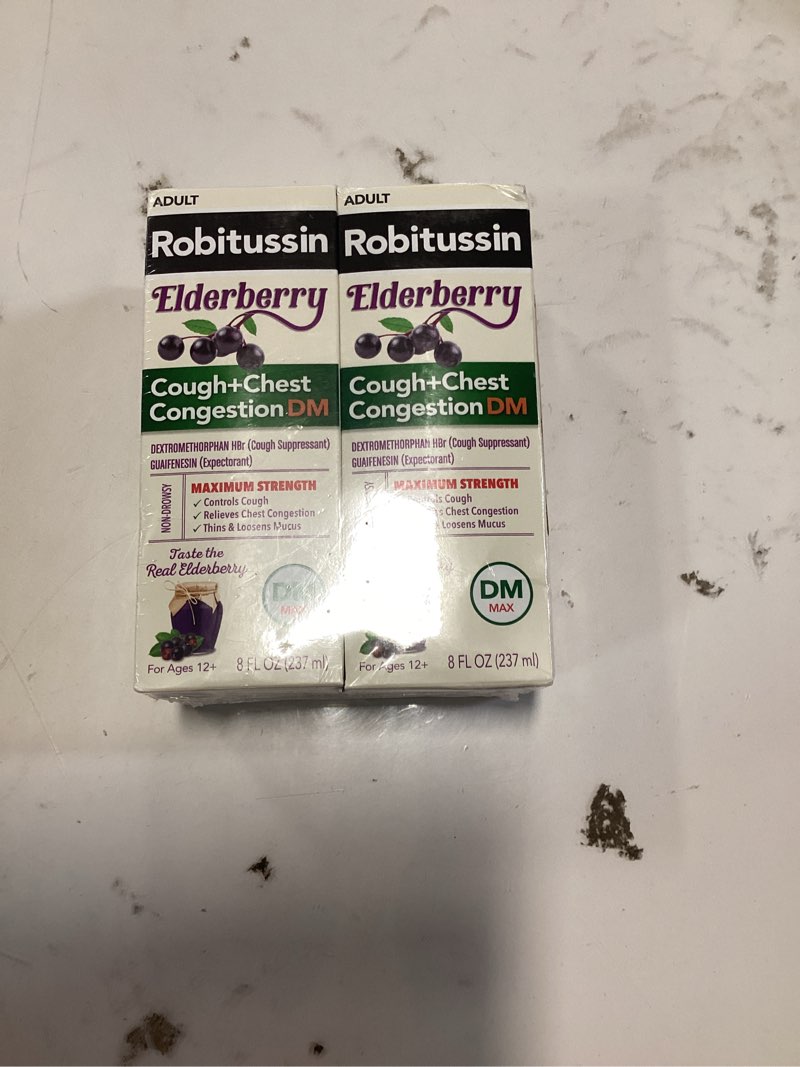 ADULT
Robitussin
Elderberry
Cough+Chest
Congestion DM
DEXTROMETHORPHAN HBr (Cough Suppressant)
GUAIFENESIN (Expectorant)
NON-DROWSY
MAXIMUM STRENGTH
✓ Controls Cough
✓ Relieves Chest Congestion
✓ Thins & Loosens Mucus
Taste the
Real Elderberry
DM
MAX
For Ages 12+ 8 FL OZ (237 ml)
ADULT
Robitussin
Elderberry
Cough+Chest
Congestion DM
DEXTROMETHORPHAN HBr (Cough Suppressant)
GUAIFENESIN (Expectorant)
MAXIMUM STRENGTH
Cough
Chest Congestion
Loosens Mucus
DM
MAX
For Ages 12+ 8 FL OZ (237 ml)